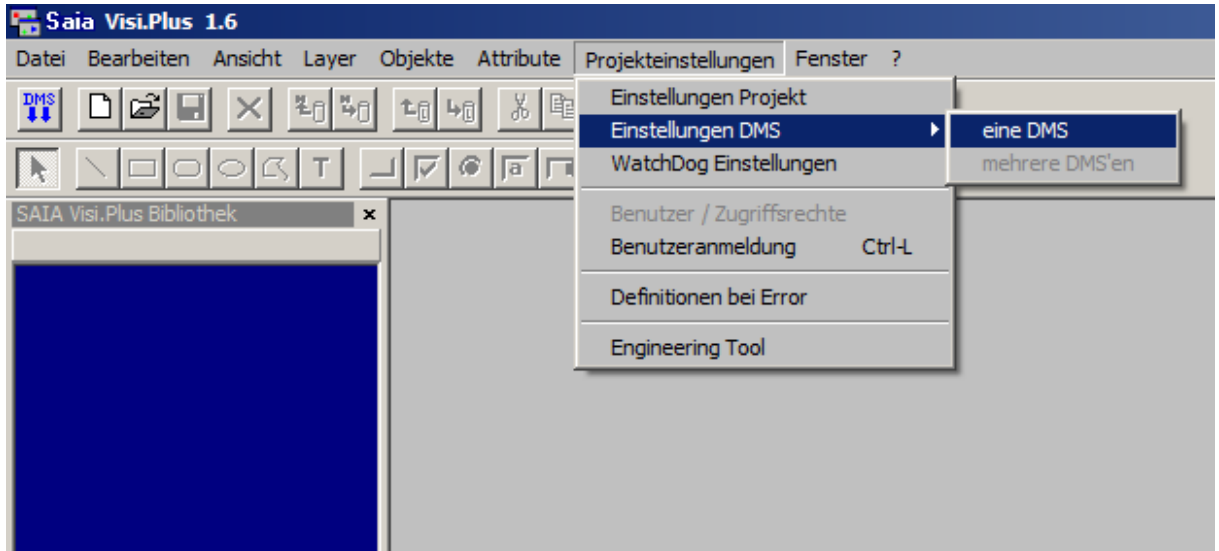 Saia Visi.Plus 1.6
Datei Bearbeiten Ansicht Layer Objekte Attribute Projekteinstellungen Fenster ?
DMS
Einstellungen Projekt
Einstellungen DMS
eine DMS
WatchDog Einstellungen
mehrere DMS'en
T
a
SAIA Visi.Plus Bibliothek
Benutzer / Zugriffsrechte
Benutzeranmeldung Ctrl-L
Definitionen bei Error
Engineering Tool